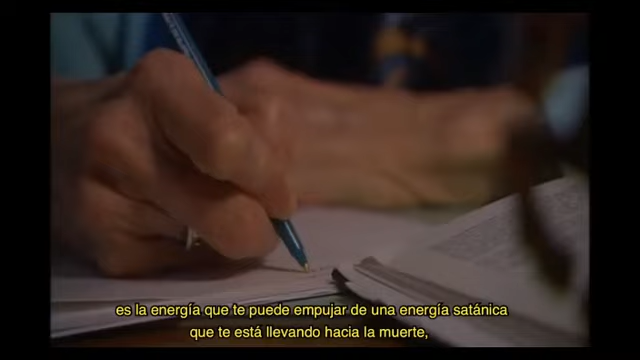 es la energía que te puede empujar de una energía satánica
que te está llevando hacia la muerte,